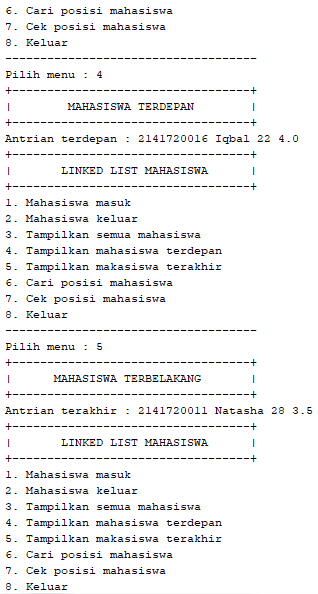 6. Cari posisi mahasiswa
7. Cek posisi mahasiswa
8. Keluar
------------------------------------
Pilih menu : 4
+----------------------------------+
|        MAHASISWA TERDEPAN        |
+----------------------------------+
Antrian terdepan : 2141720016 Iqbal 22 4.0
+----------------------------------+
|       LINKED LIST MAHASISWA      |
+----------------------------------+
1. Mahasiswa masuk
2. Mahasiswa keluar
3. Tampilkan semua mahasiswa
4. Tampilkan mahasiswa terdepan
5. Tampilkan makasiswa terakhir
6. Cari posisi mahasiswa
7. Cek posisi mahasiswa
8. Keluar
------------------------------------
Pilih menu : 5
+----------------------------------+
|      MAHASISWA TERBELAKANG       |
+----------------------------------+
Antrian terakhir : 2141720011 Natasha 28 3.5
+----------------------------------+
|       LINKED LIST MAHASISWA      |
+----------------------------------+
1. Mahasiswa masuk
2. Mahasiswa keluar
3. Tampilkan semua mahasiswa
4. Tampilkan mahasiswa terdepan
5. Tampilkan makasiswa terakhir
6. Cari posisi mahasiswa
7. Cek posisi mahasiswa
8. Keluar